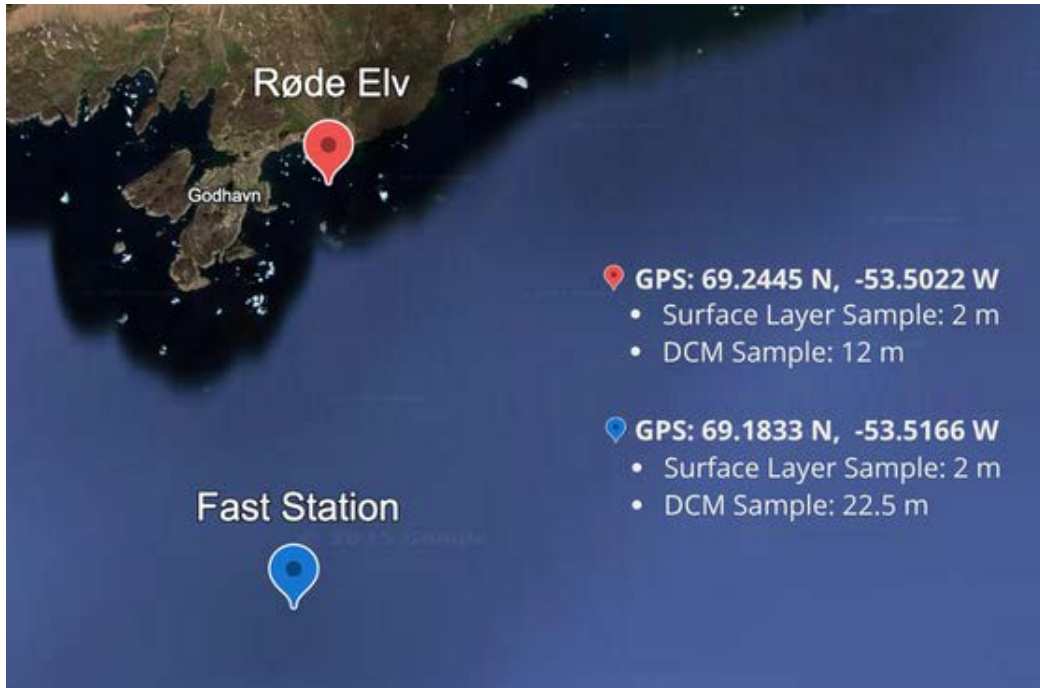 Røde Elv
Godhavn
GPS: 69.2445 N, -53.5022 W
• Surface Layer Sample: 2 m
• DCM Sample: 12 m
GPS: 69.1833 N, -53.5166 W
• Surface Layer Sample: 2 m
• DCM Sample: 22.5 m
Fast Station